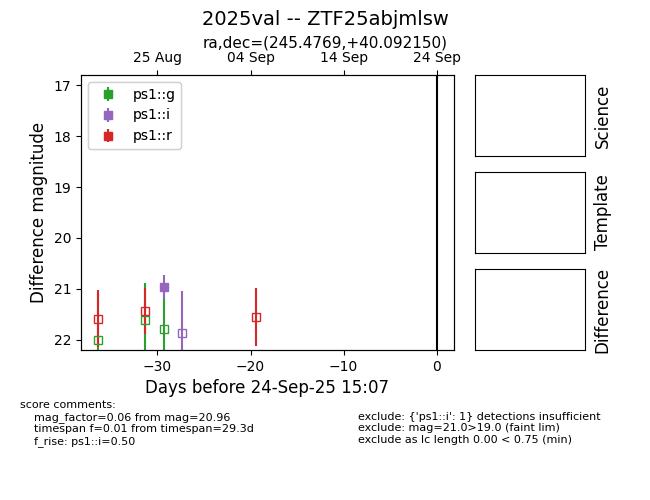 2025val -- ZTF25abjmlsw
ra,dec=(245.4769,+40.092150)
25 Aug
04 Sep
14 Sep
24 Sep
ps1::g
ps1::i
ps1::r
17
18
19
20
21
22
Difference magnitude
−30
−20
−10
0
Days before 24-Sep-25 15:07
Science
Template
Difference
score comments:
mag_factor=0.06 from mag=20.96
timespan f=0.01 from timespan=29.3d
f_rise: ps1::i=0.50
exclude: {'ps1::i': 1} detections insufficient
exclude: mag=21.0>19.0 (faint lim)
exclude as lc length 0.00 < 0.75 (min)